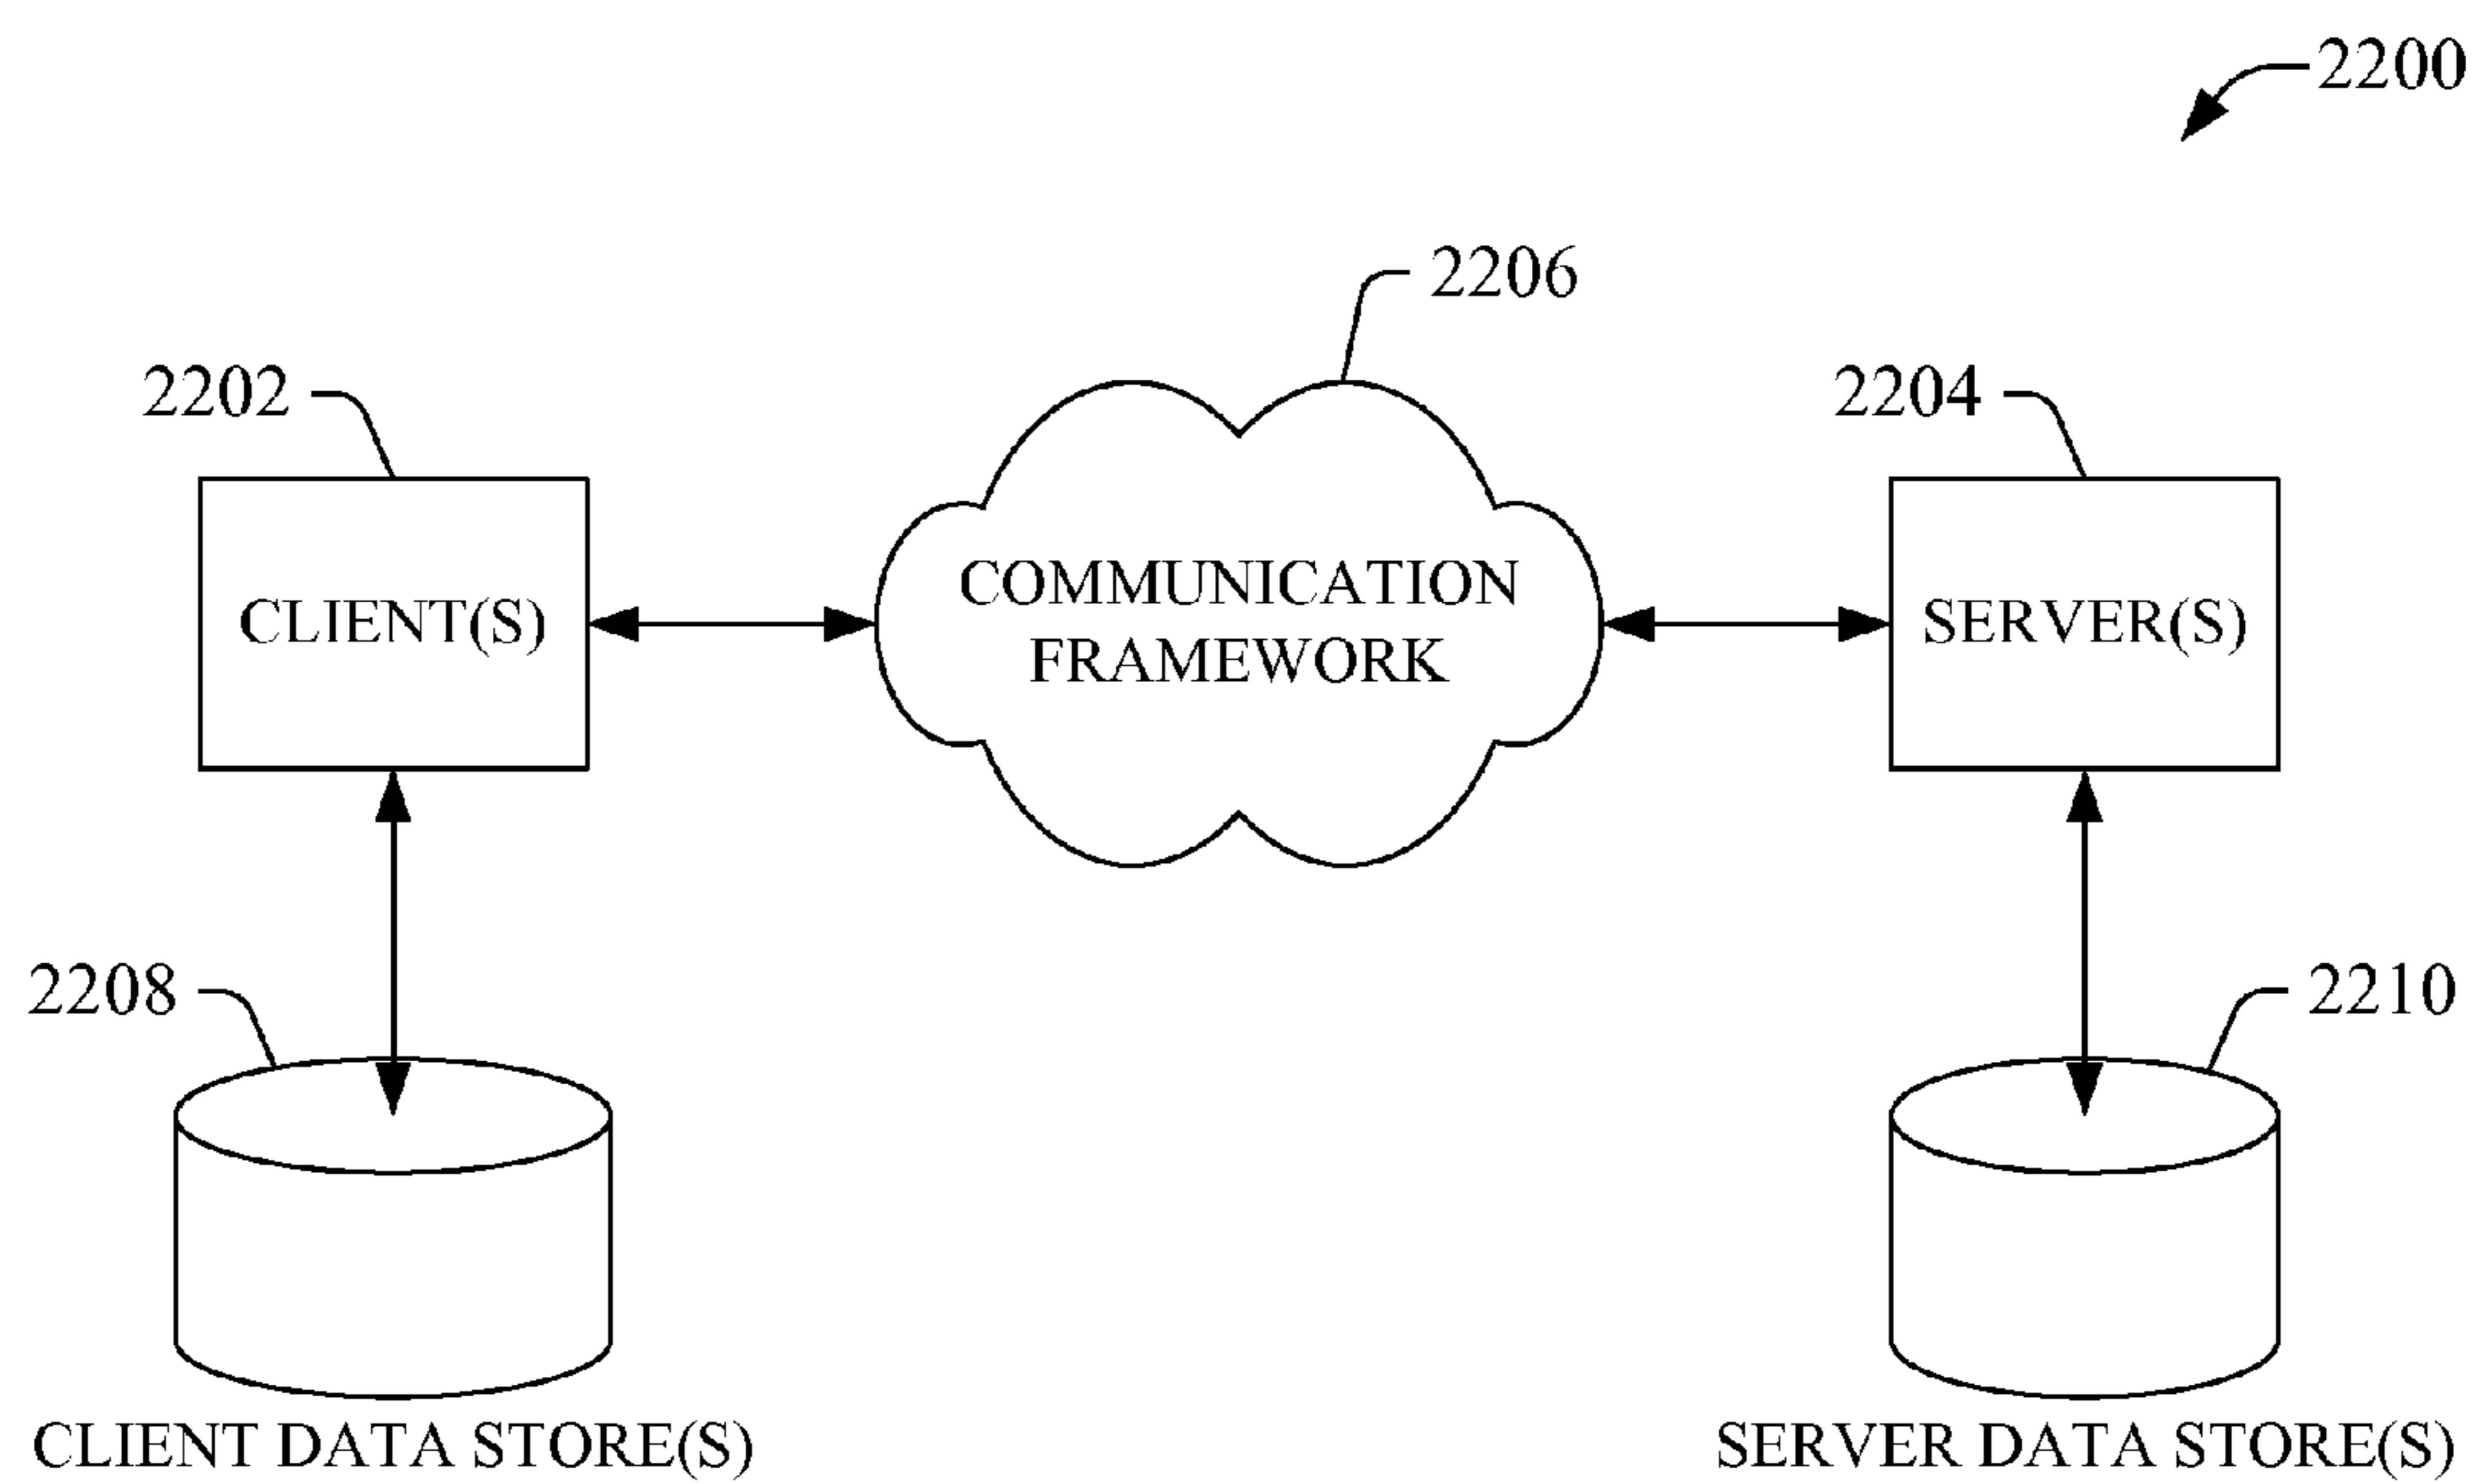 2200
2206
2202
2204
CLIENT(S)
COMMUNICATION
FRAMEWORK
SERVER(S)
2208
2210
CLIENT DATA STORE(S)
SERVER DATA STORE(S)